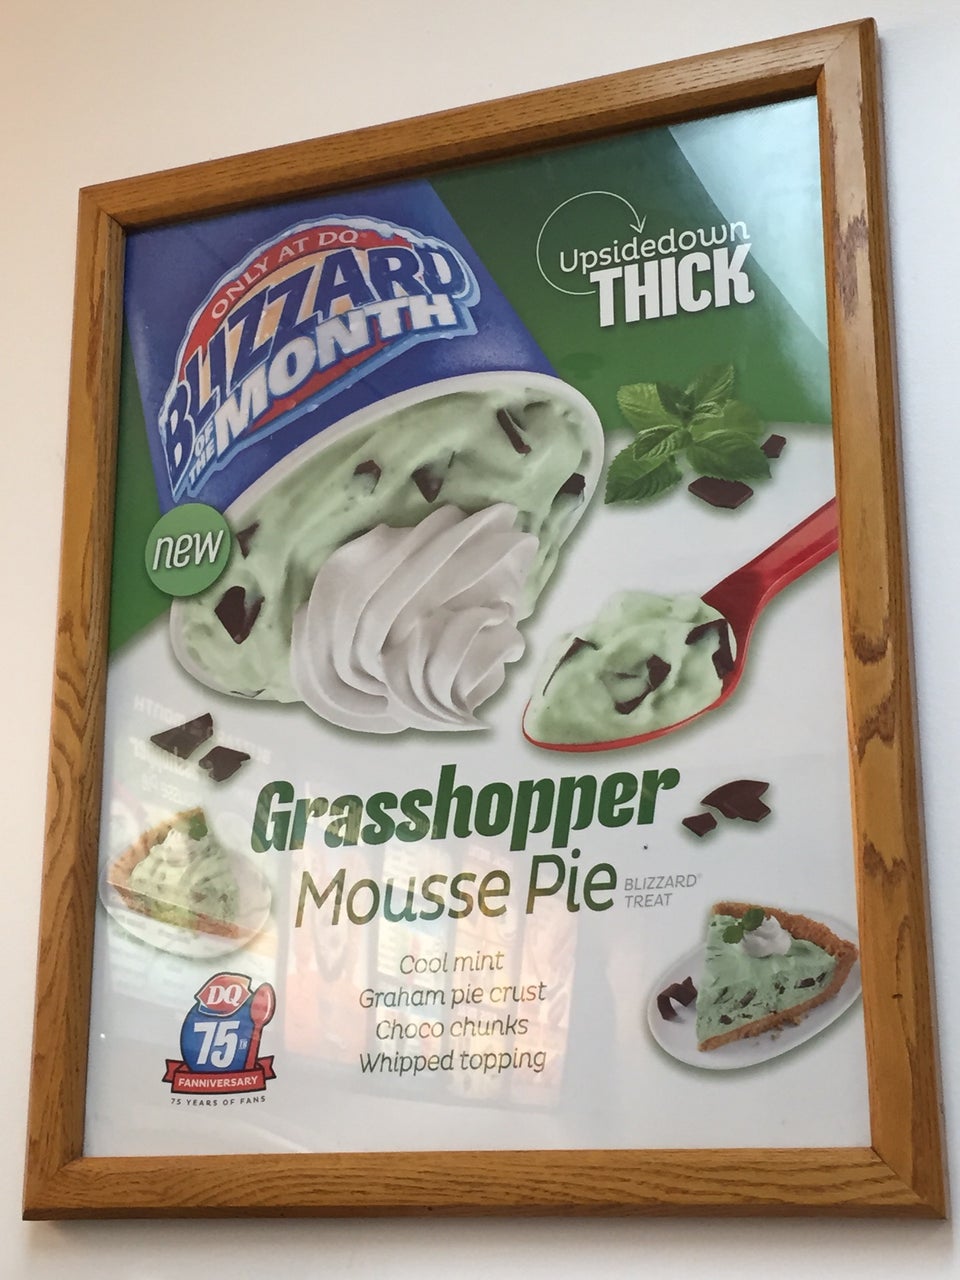 ONLY AT DQ®
BLIZZARD
OF THE
MONTH
Upsidedown
THICK
new
Grasshopper
Mousse Pie
BLIZZARD®
TREAT
Cool mint
Graham pie crust
Choco chunks
Whipped topping
DQ
75TH
FANNIVERSARY
75 YEARS OF FANS